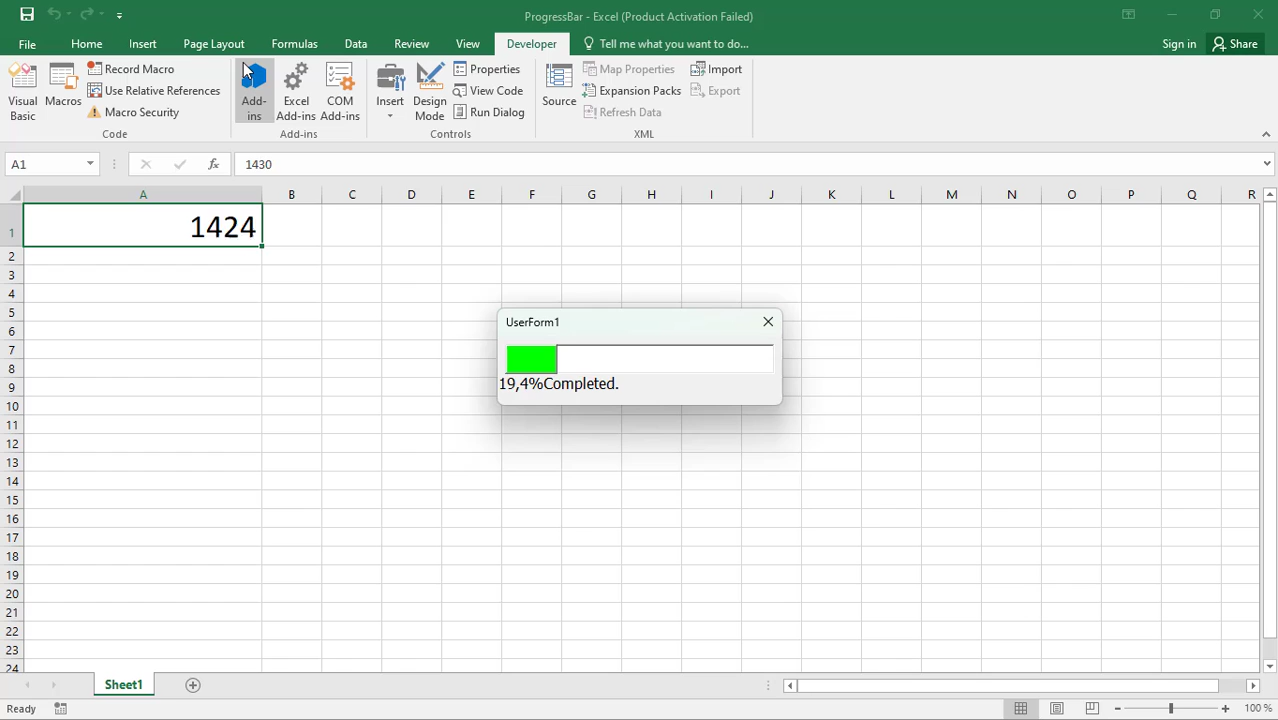 ProgressBar - Excel (Product Activation Failed)
File Home Insert Page Layout Formulas Data Review View Developer Tell me what you want to do... Sign in Share
Visual Basic
Macros
Record Macro
Use Relative References
Macro Security
Code
Add-ins
Excel Add-ins
COM Add-ins
Add-ins
Insert
Design Mode
Properties
View Code
Run Dialog
Controls
Source
Map Properties
Expansion Packs
Refresh Data
Import
Export
XML
A1 fx 1430
A B C D E F G H I J K L M N O P Q R
1 1424
2
3
4
5
6
7
8
9
10
11
12
13
14
15
16
17
18
19
20
21
22
23
24
UserForm1
19,4%Completed.
Sheet1
Ready 100 %